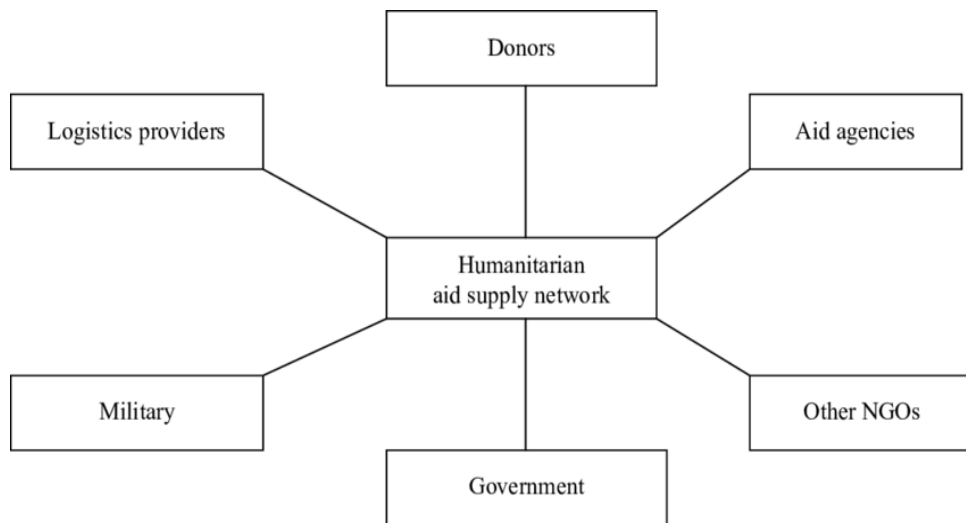 Donors
Logistics providers
Aid agencies
Humanitarian
aid supply network
Military
Other NGOs
Government